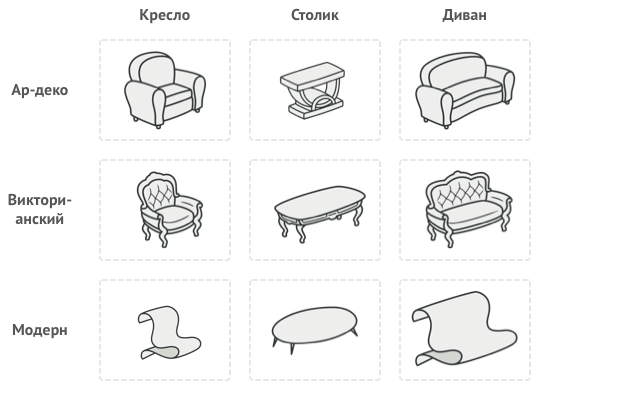 Кресло Столик Диван
Ар-деко
Виктори-
анский
Модерн